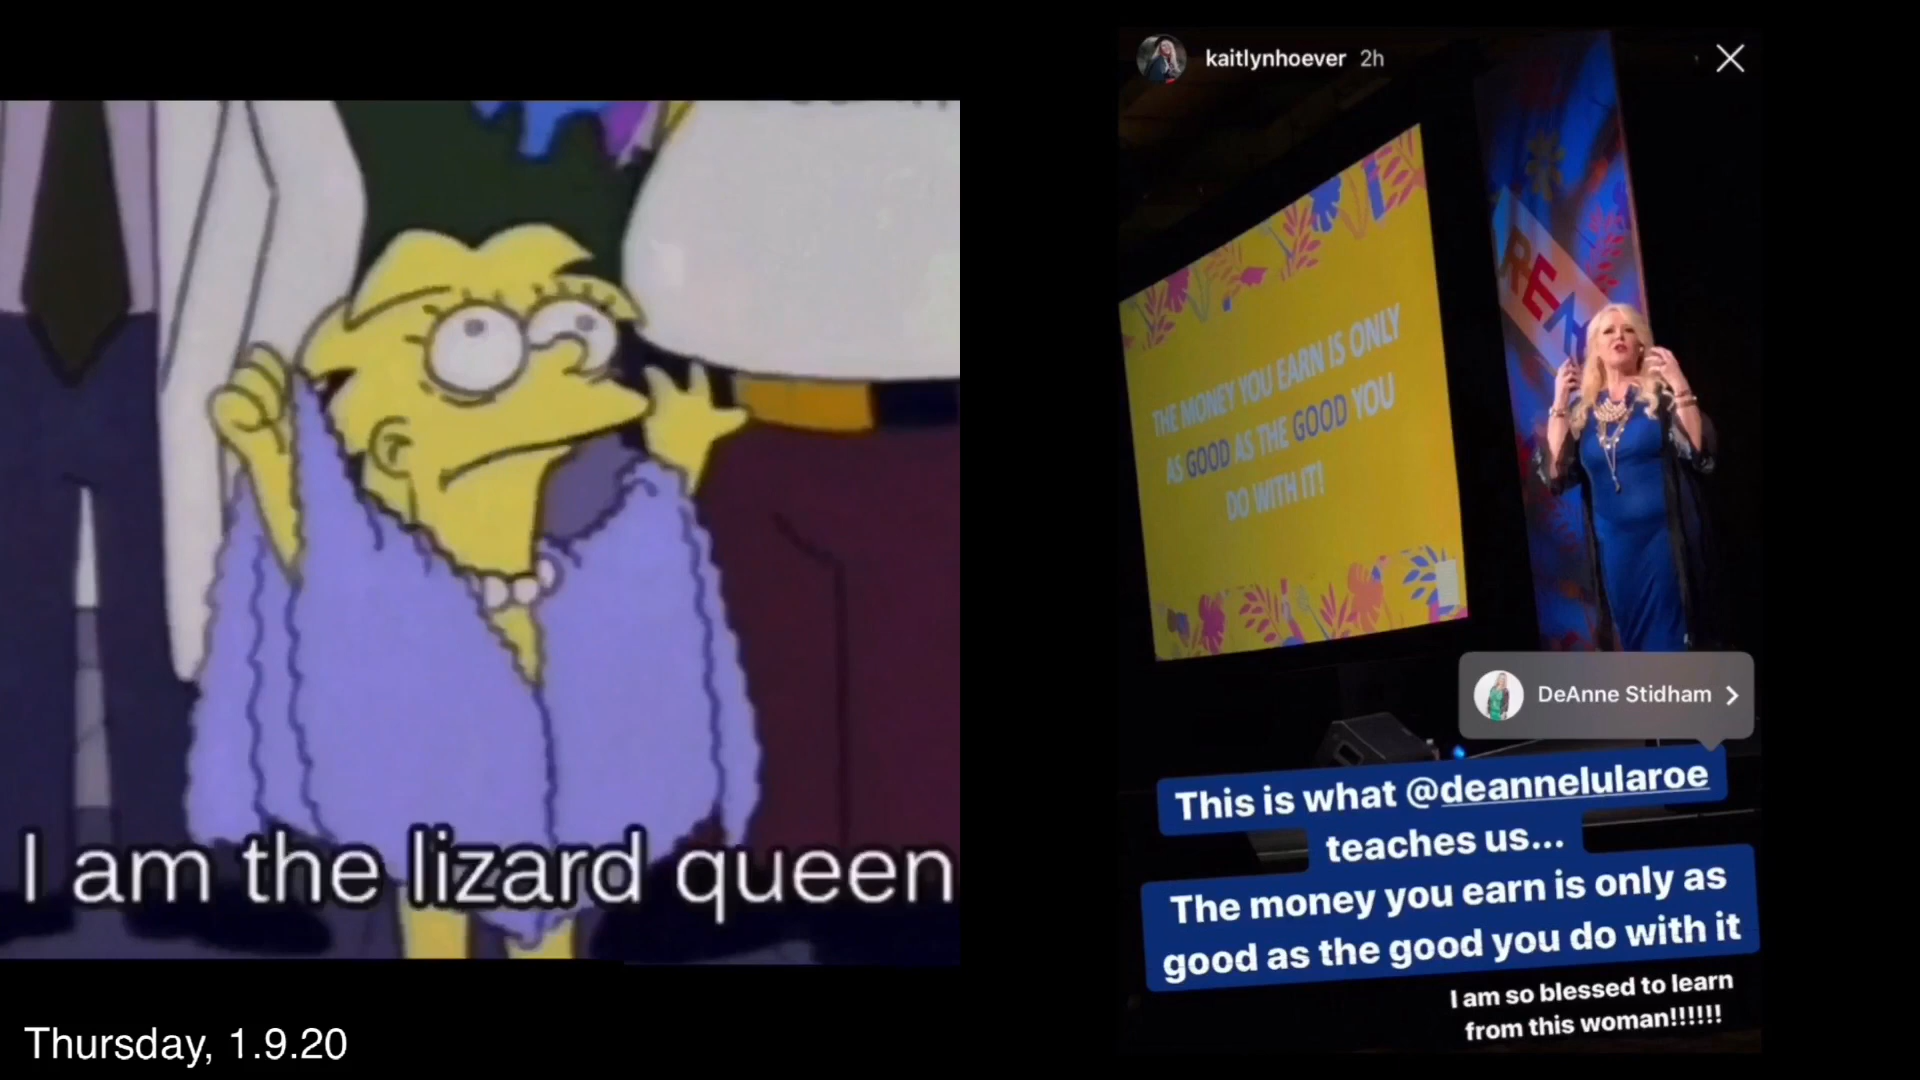 I am the lizard queen
Thursday, 1.9.20
kaitlynhoever 2h
THE MONEY YOU EARN IS ONLY
AS GOOD AS THE GOOD YOU
DO WITH IT!
DeAnne Stidham
This is what @deannelularoe
teaches us...
The money you earn is only as
good as the good you do with it
I am so blessed to learn
from this woman!!!!!!